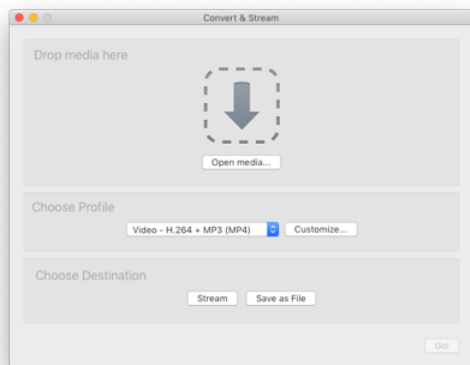 Convert & Stream
Drop media here
Open media...
Choose Profile
Video - H.264 + MP3 (MP4) Customize...
Choose Destination
Stream Save as File
Go!